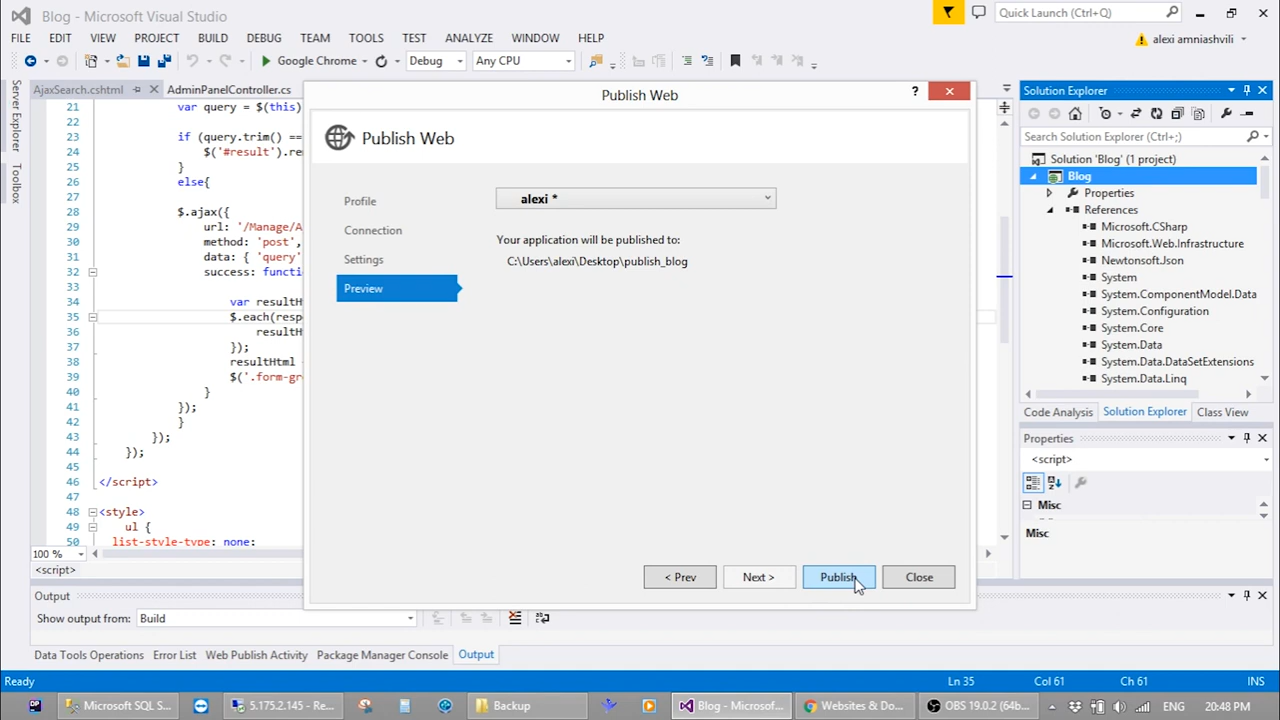 Blog - Microsoft Visual Studio
Quick Launch (Ctrl+Q)
FILE EDIT VIEW PROJECT BUILD DEBUG TEAM TOOLS TEST ANALYZE WINDOW HELP
alexi amniashvili
Google Chrome Debug Any CPU
Server Explorer
Toolbox
AjaxSearch.cshtml AdminPanelController.cs
21 var query = $(this)
22
23 if (query.trim() ==
24 $('#result').re
25 }
26 else{
27
28 $.ajax({
29 url: '/Manage/A
30 method: 'post',
31 data: { 'query'
32 success: functi
33
34 var resultH
35 $.each(resp
36 resultH
37 });
38 resultHtml
39 $('.form-gr
40 }
41 });
42 }
43 });
44 });
45
46 </script>
47
48 <style>
49 ul {
50 list-style-type: none;
100 %
<script>
Publish Web
?
Publish Web
Profile
Connection
Settings
Preview
alexi *
Your application will be published to:
C:\Users\alexi\Desktop\publish_blog
< Prev Next > Publish Close
Solution Explorer
Search Solution Explorer (Ctrl+;)
Solution 'Blog' (1 project)
Blog
Properties
References
Microsoft.CSharp
Microsoft.Web.Infrastructure
Newtonsoft.Json
System
System.ComponentModel.Data
System.Configuration
System.Core
System.Data
System.Data.DataSetExtensions
System.Data.Linq
Code Analysis Solution Explorer Class View
Properties
<script>
Misc
Misc
Output
Show output from: Build
Data Tools Operations Error List Web Publish Activity Package Manager Console Output
Ready Ln 35 Col 61 Ch 61 INS
Microsoft SQL S... 5.175.2.145 - Re... Backup Blog - Microsof... Websites & Do... OBS 19.0.2 (64b... ENG 20:48 PM